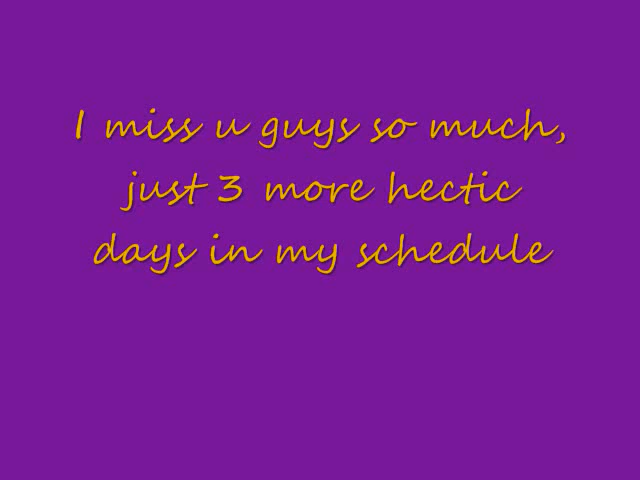 I miss u guys so much,
just 3 more hectic
days in my schedule